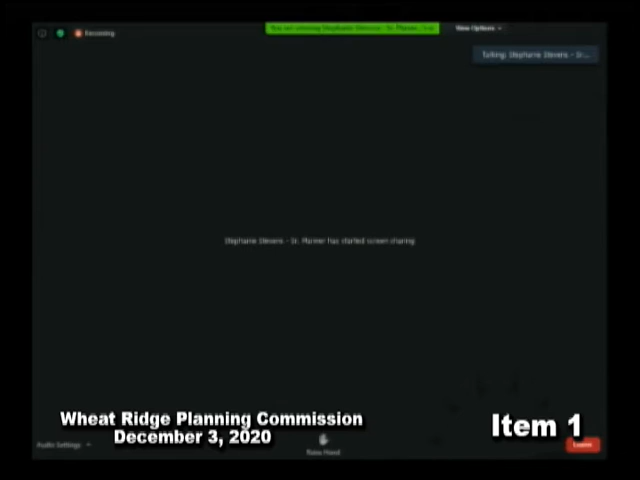 Recording
You are viewing Stephanie Stevens - Sr. Planner
View Options
Talking: Stephanie Stevens - Sr...
Stephanie Stevens - Sr. Planner has started screen sharing
Wheat Ridge Planning Commission
December 3, 2020
Item 1
Audio Settings
Raise Hand
Leave